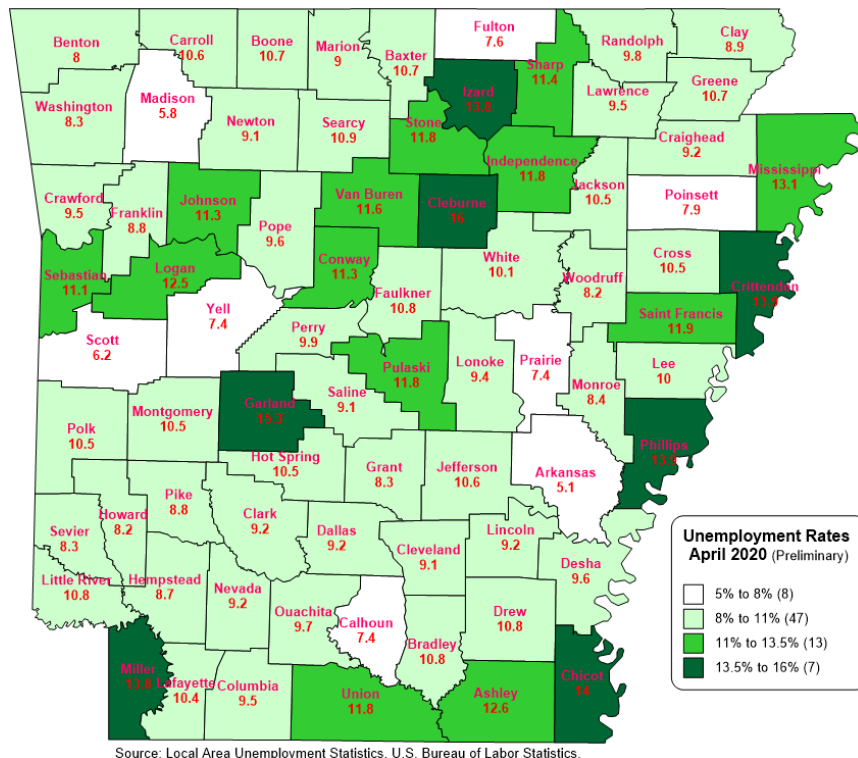 Fulton
7.6
Benton
8
Carroll
10.6
Boone
10.7
Marion
9
Baxter
10.7
Randolph
9.8
Clay
8.9
Sharp
11.4
Izard
13.8
Lawrence
9.5
Greene
10.7
Washington
8.3
Madison
5.8
Newton
9.1
Searcy
10.9
Stone
11.8
Independence
11.8
Craighead
9.2
Mississippi
13.1
Jackson
10.5
Poinsett
7.9
Crawford
9.5
Franklin
8.8
Johnson
11.3
Pope
9.6
Van Buren
11.6
Cleburne
16
White
10.1
Woodruff
8.2
Cross
10.5
Crittenden
13.9
Sebastian
11.1
Logan
12.5
Conway
11.3
Faulkner
10.8
Saint Francis
11.9
Yell
7.4
Scott
6.2
Perry
9.9
Pulaski
11.8
Lonoke
9.4
Prairie
7.4
Monroe
8.4
Lee
10
Polk
10.5
Montgomery
10.5
Garland
15.3
Saline
9.1
Phillips
13.9
Hot Spring
10.5
Grant
8.3
Jefferson
10.6
Arkansas
5.1
Sevier
8.3
Howard
8.2
Pike
8.8
Clark
9.2
Dallas
9.2
Cleveland
9.1
Lincoln
9.2
Desha
9.6
Little River
10.8
Hempstead
8.7
Nevada
9.2
Ouachita
9.7
Calhoun
7.4
Bradley
10.8
Drew
10.8
Miller
13.8
Lafayette
10.4
Columbia
9.5
Union
11.8
Ashley
12.6
Chicot
14
Unemployment Rates
April 2020 (Preliminary)
5% to 8% (8)
8% to 11% (47)
11% to 13.5% (13)
13.5% to 16% (7)
Source: Local Area Unemployment Statistics, U.S. Bureau of Labor Statistics.